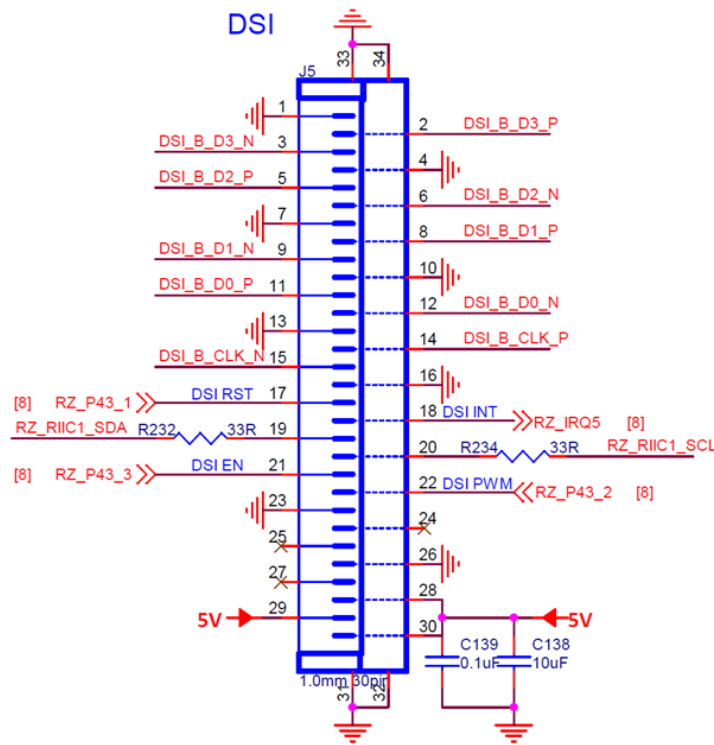 DSI
33
34
J5
1
DSI_B_D3_P
2
DSI_B_D3_N
3
4
DSI_B_D2_P
5
DSI_B_D2_N
6
7
DSI_B_D1_P
8
DSI_B_D1_N
9
10
DSI_B_D0_P
11
DSI_B_D0_N
12
13
DSI_B_CLK_P
14
DSI_B_CLK_N
15
16
[8] RZ_P43_1 DSI RST 17
18 DSI INT RZ_IRQ5 [8]
RZ_RIIC1_SDA R232 33R 19
20 R234 33R RZ_RIIC1_SCL
[8] RZ_P43_3 DSI EN 21
22 DSI PWM RZ_P43_2 [8]
23
24
25
26
27
28
5V 29
5V
30
C139
0.1uF
C138
10uF
1.0mm 30pin
31
32